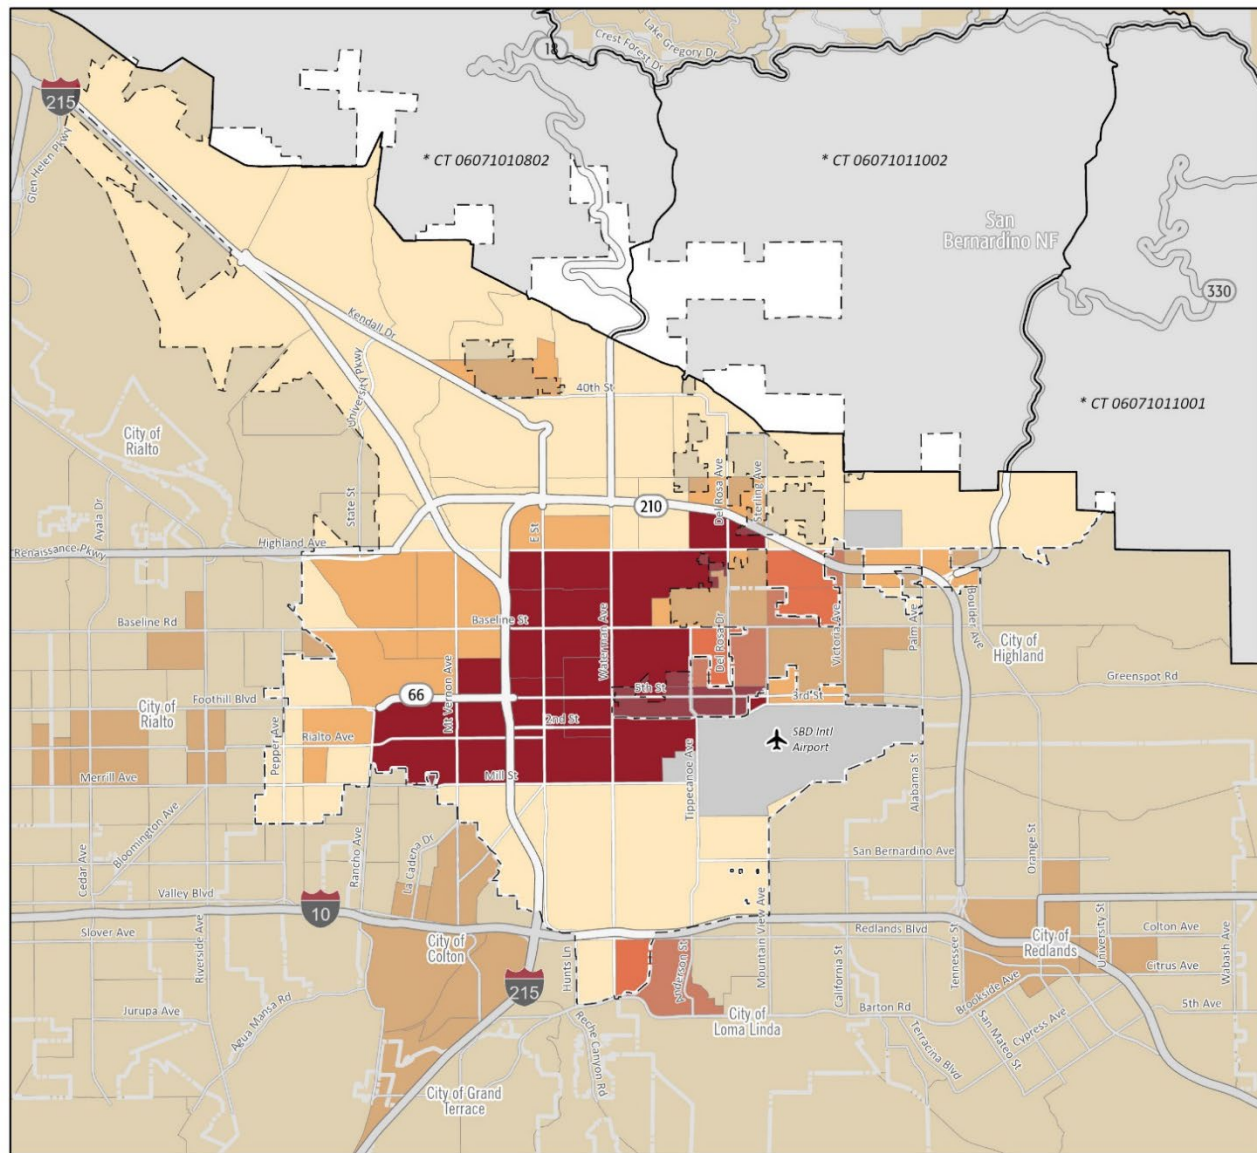 18
Crest Forest Dr
Lake Gregory Dr
215
Glen Helen Pkwy
* CT 06071010802
* CT 06071011002
San
Bernardino NF
330
Kendall Dr
University Pkwy
40th St
* CT 06071011001
City of
Rialto
Ayala Dr
State St
Del Rosa Ave
Sterling Ave
210
E St
Highland Ave
Renaissance Pkwy
Baseline Rd
Baseline St
Waterman Ave
Del Rosa Dr
Victoria Ave
Palm Ave
Boulder Ave
City of
Highland
Greenspot Rd
Foothill Blvd
66
Mt Vernon Ave
5th St
3rd St
City of
Rialto
Pepper Ave
Rialto Ave
2nd St
SBD Intl
Airport
Merrill Ave
Mill St
Tippecanoe Ave
Alabama St
Cedar Ave
Bloomington Ave
Rancho Ave
La Cadena Dr
San Bernardino Ave
Orange St
Valley Blvd
10
Mountain View Ave
Slover Ave
Riverside Ave
City of
Colton
Hunts Ln
Anderson St
Redlands Blvd
California St
Tennessee St
City of
Redlands
University St
Colton Ave
Citrus Ave
Wabash Ave
215
Jurupa Ave
Agua Mansa Rd
Reche Canyon Rd
City of
Loma Linda
Barton Rd
Brookside Ave
5th Ave
Terracina Blvd
San Mateo St
Cypress Ave
City of Grand
Terrace